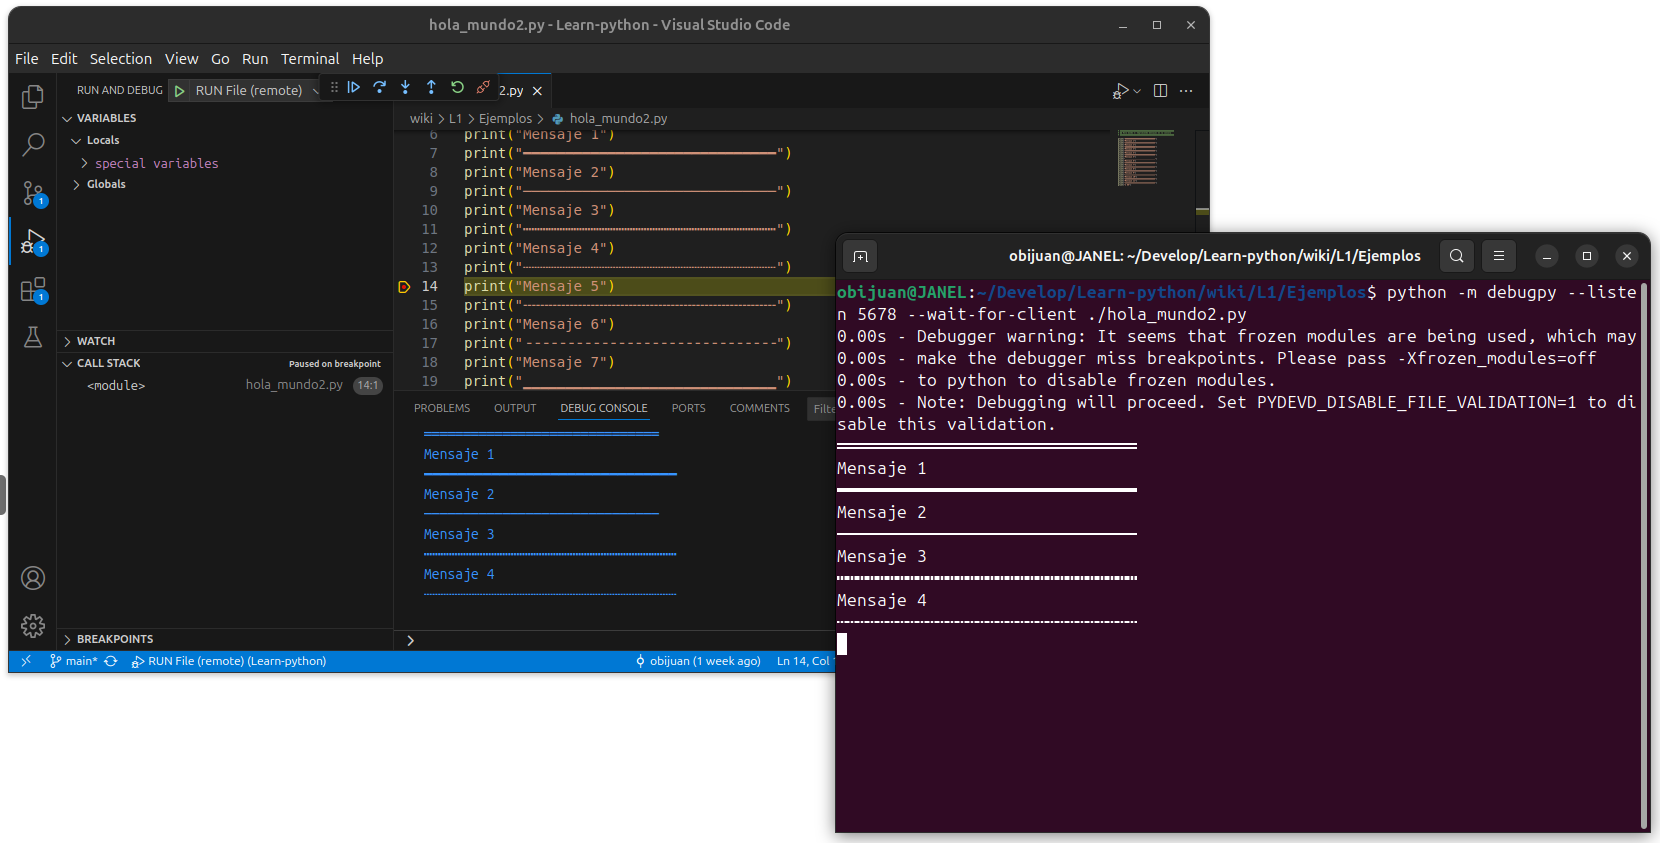 hola_mundo2.py - Learn-python - Visual Studio Code
File Edit Selection View Go Run Terminal Help
RUN AND DEBUG
RUN File (remote)
2.py
VARIABLES
Locals
special variables
Globals
WATCH
CALL STACK
Paused on breakpoint
<module>
hola_mundo2.py
14:1
BREAKPOINTS
wiki > L1 > Ejemplos > hola_mundo2.py
6 print("Mensaje 1")
7 print("━━━━━━━━━━━━━━━━━━━━━━━━━━━━━━")
8 print("Mensaje 2")
9 print("──────────────────────────────")
10 print("Mensaje 3")
11 print("┅┅┅┅┅┅┅┅┅┅┅┅┅┅┅┅┅┅┅┅┅┅┅┅┅┅┅┅┅┅")
12 print("Mensaje 4")
13 print("┄┄┄┄┄┄┄┄┄┄┄┄┄┄┄┄┄┄┄┄┄┄┄┄┄┄┄┄┄┄")
14 print("Mensaje 5")
15 print("┈┈┈┈┈┈┈┈┈┈┈┈┈┈┈┈┈┈┈┈┈┈┈┈┈┈┈┈┈┈")
16 print("Mensaje 6")
17 print("------------------------------")
18 print("Mensaje 7")
19 print("______________________________")
PROBLEMS OUTPUT DEBUG CONSOLE PORTS COMMENTS
Filte
══════════════════════════════
Mensaje 1
━━━━━━━━━━━━━━━━━━━━━━━━━━━━━━
Mensaje 2
──────────────────────────────
Mensaje 3
┅┅┅┅┅┅┅┅┅┅┅┅┅┅┅┅┅┅┅┅┅┅┅┅┅┅┅┅┅┅
Mensaje 4
┄┄┄┄┄┄┄┄┄┄┄┄┄┄┄┄┄┄┄┄┄┄┄┄┄┄┄┄┄┄
main* RUN File (remote) (Learn-python) obijuan (1 week ago) Ln 14, Col
1
1
1
obijuan@JANEL: ~/Develop/Learn-python/wiki/L1/Ejemplos
obijuan@JANEL:~/Develop/Learn-python/wiki/L1/Ejemplos$ python -m debugpy --liste
n 5678 --wait-for-client ./hola_mundo2.py
0.00s - Debugger warning: It seems that frozen modules are being used, which may
0.00s - make the debugger miss breakpoints. Please pass -Xfrozen_modules=off
0.00s - to python to disable frozen modules.
0.00s - Note: Debugging will proceed. Set PYDEVD_DISABLE_FILE_VALIDATION=1 to di
sable this validation.
══════════════════════════════
Mensaje 1
━━━━━━━━━━━━━━━━━━━━━━━━━━━━━━
Mensaje 2
──────────────────────────────
Mensaje 3
┅┅┅┅┅┅┅┅┅┅┅┅┅┅┅┅┅┅┅┅┅┅┅┅┅┅┅┅┅┅
Mensaje 4
┄┄┄┄┄┄┄┄┄┄┄┄┄┄┄┄┄┄┄┄┄┄┄┄┄┄┄┄┄┄